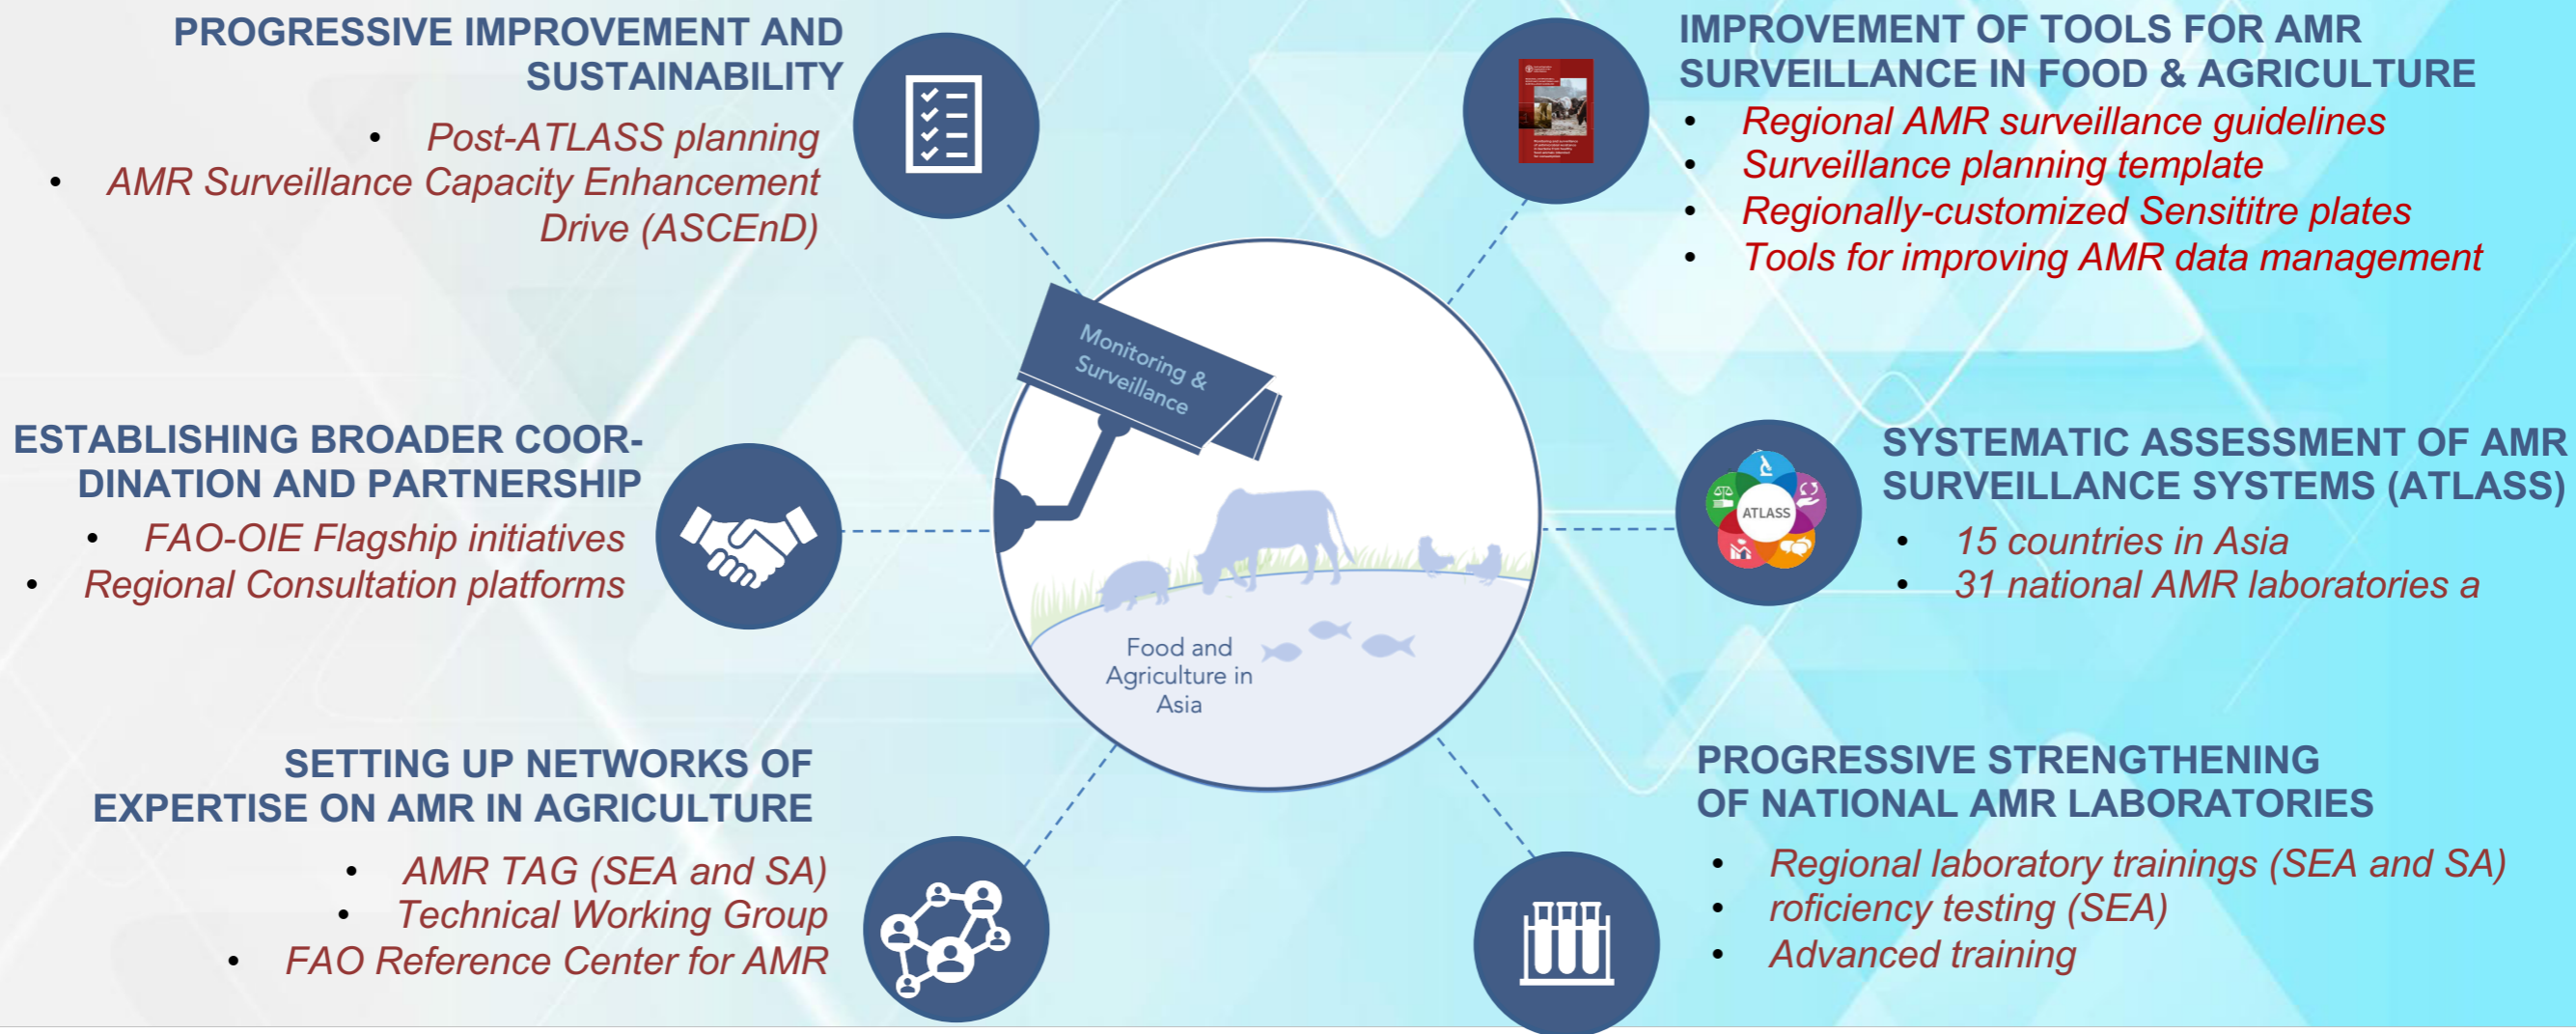 PROGRESSIVE IMPROVEMENT AND
SUSTAINABILITY
• Post-ATLASS planning
• AMR Surveillance Capacity Enhancement
Drive (ASCEnD)
IMPROVEMENT OF TOOLS FOR AMR
SURVEILLANCE IN FOOD & AGRICULTURE
• Regional AMR surveillance guidelines
• Surveillance planning template
• Regionally-customized Sensititre plates
• Tools for improving AMR data management
Monitoring &
Surveillance
ESTABLISHING BROADER COOR-
DINATION AND PARTNERSHIP
• FAO-OIE Flagship initiatives
• Regional Consultation platforms
SYSTEMATIC ASSESSMENT OF AMR
SURVEILLANCE SYSTEMS (ATLASS)
• 15 countries in Asia
• 31 national AMR laboratories a
ATLASS
Food and
Agriculture in
Asia
SETTING UP NETWORKS OF
EXPERTISE ON AMR IN AGRICULTURE
• AMR TAG (SEA and SA)
• Technical Working Group
• FAO Reference Center for AMR
PROGRESSIVE STRENGTHENING
OF NATIONAL AMR LABORATORIES
• Regional laboratory trainings (SEA and SA)
• roficiency testing (SEA)
• Advanced training